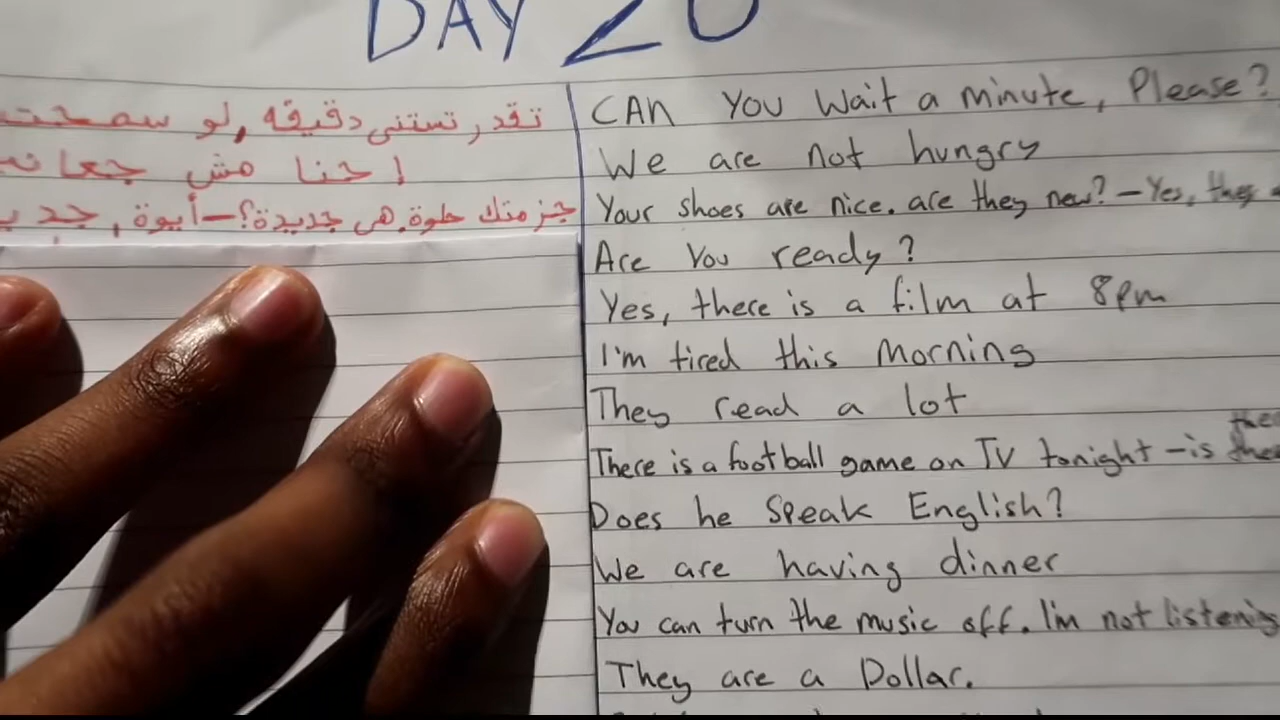 DAY 20
تقدر تستنى دقيقه, لو سمحت
CAN YOU Wait a minute, Please?
احنا مش
We are not hungry
جزمتك حلوة. هي جديدة؟ – أيوة,
Your shoes are nice. are they new? – Yes, they
Are You ready?
Yes, there is a film at 8pm
I'm tired this morning
They read a lot
There is a football game on TV tonight – is
Does he Speak English?
We are having dinner
You can turn the music off. I'm not listening
They are a Dollar.